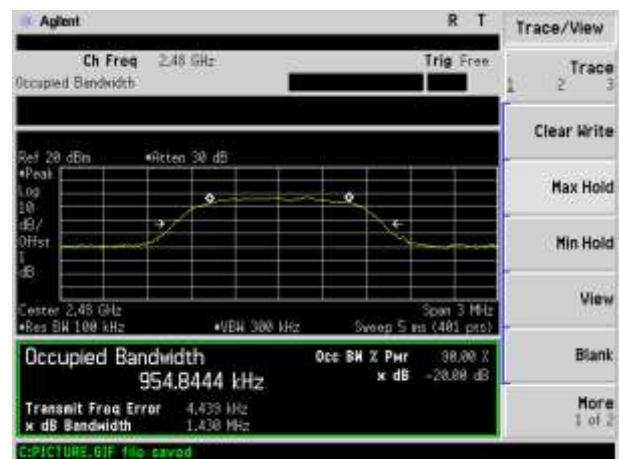 Agilent
R T
Trace/View
Ch Freq 2.48 GHz
Trig Free
Occupied Bandwidth
Trace
1 2 3
Clear Write
Ref 20 dBm
#Atten 30 dB
#Peak
Log
10
dB/
Offst
1
dB
Max Hold
Min Hold
View
Center 2.48 GHz
Span 3 MHz
#Res BW 100 kHz
#VBW 300 kHz
Sweep 5 ms (401 pts)
Occupied Bandwidth
954.8444 kHz
Occ BW % Pwr
x dB -20.00 dB
Blank
Transmit Freq Error 4.439 kHz
x dB Bandwidth 1.430 MHz
More
1 of 2
C:PICTURE.GIF file saved